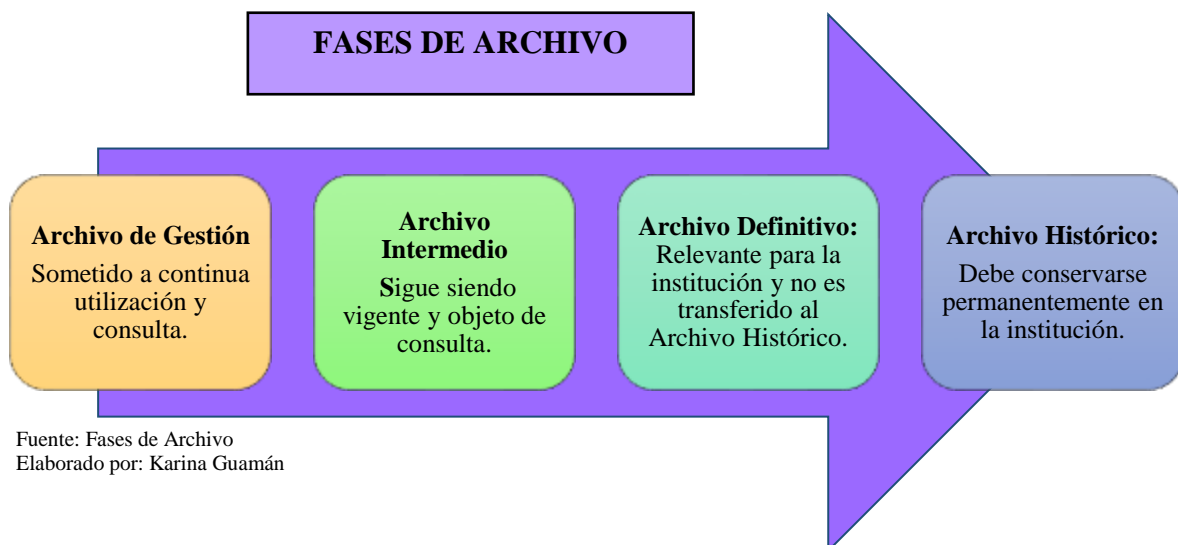 FASES DE ARCHIVO
Archivo de Gestión
Sometido a continua
utilización y
consulta.
Archivo
Intermedio
Sigue siendo
vigente y objeto de
consulta.
Archivo Definitivo:
Relevante para la
institución y no es
transferido al
Archivo Histórico.
Archivo Histórico:
Debe conservarse
permanentemente en
la institución.
Fuente: Fases de Archivo
Elaborado por: Karina Guamán